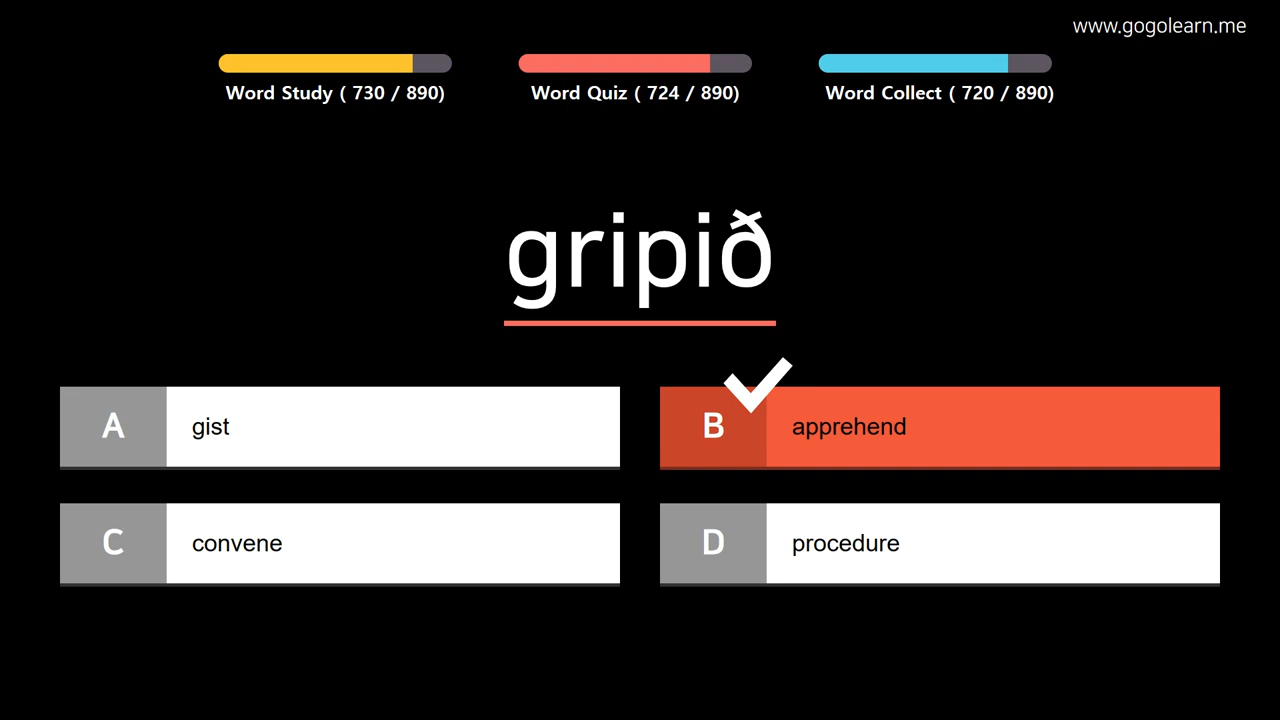 www.gogolearn.me
Word Study ( 730 / 890)
Word Quiz ( 724 / 890)
Word Collect ( 720 / 890)
gripið
A gist
B apprehend
C convene
D procedure